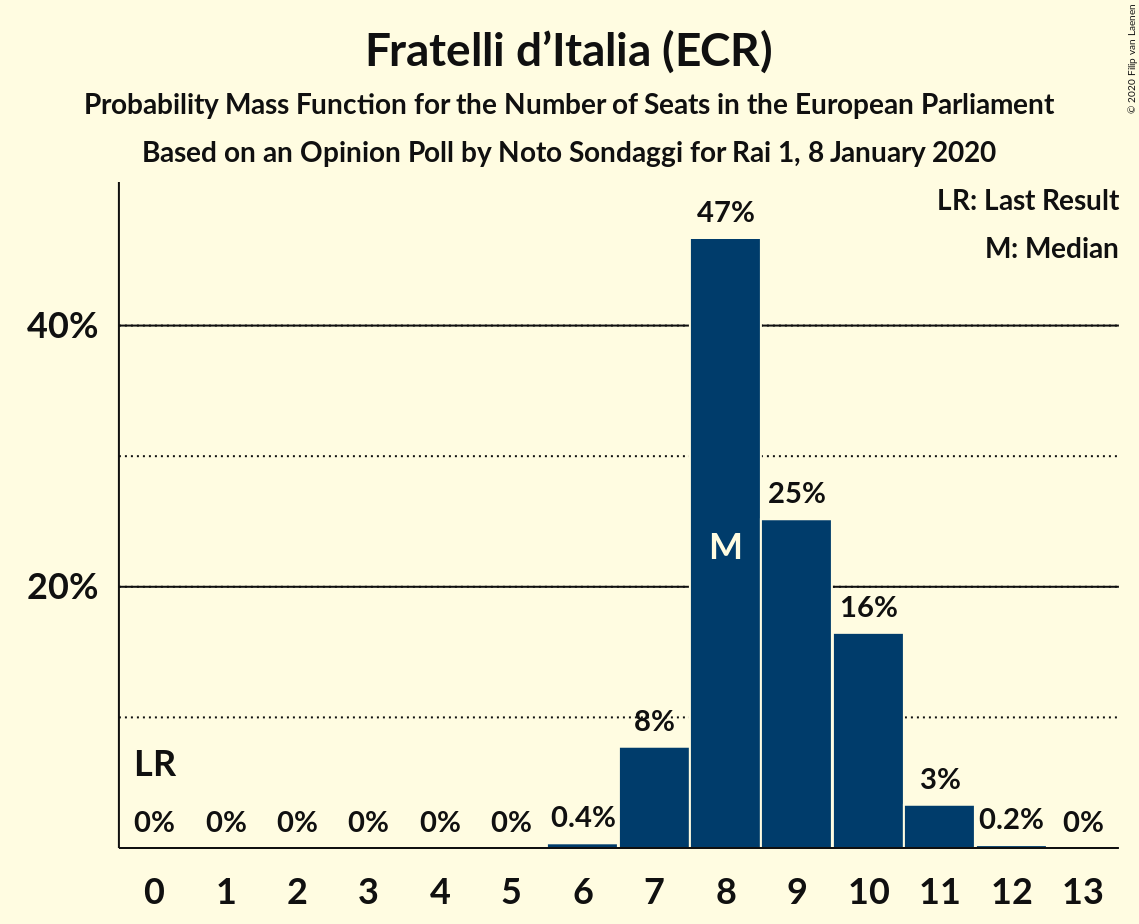 © 2020 Filip van Laenen
Fratelli d’Italia (ECR)
Probability Mass Function for the Number of Seats in the European Parliament
Based on an Opinion Poll by Noto Sondaggi for Rai 1, 8 January 2020
LR: Last Result
M: Median
47%
40%
25%
M
20%
16%
8%
LR
3%
0% 0% 0% 0% 0% 0% 0.4% 0.2% 0%
0 1 2 3 4 5 6 7 8 9 10 11 12 13